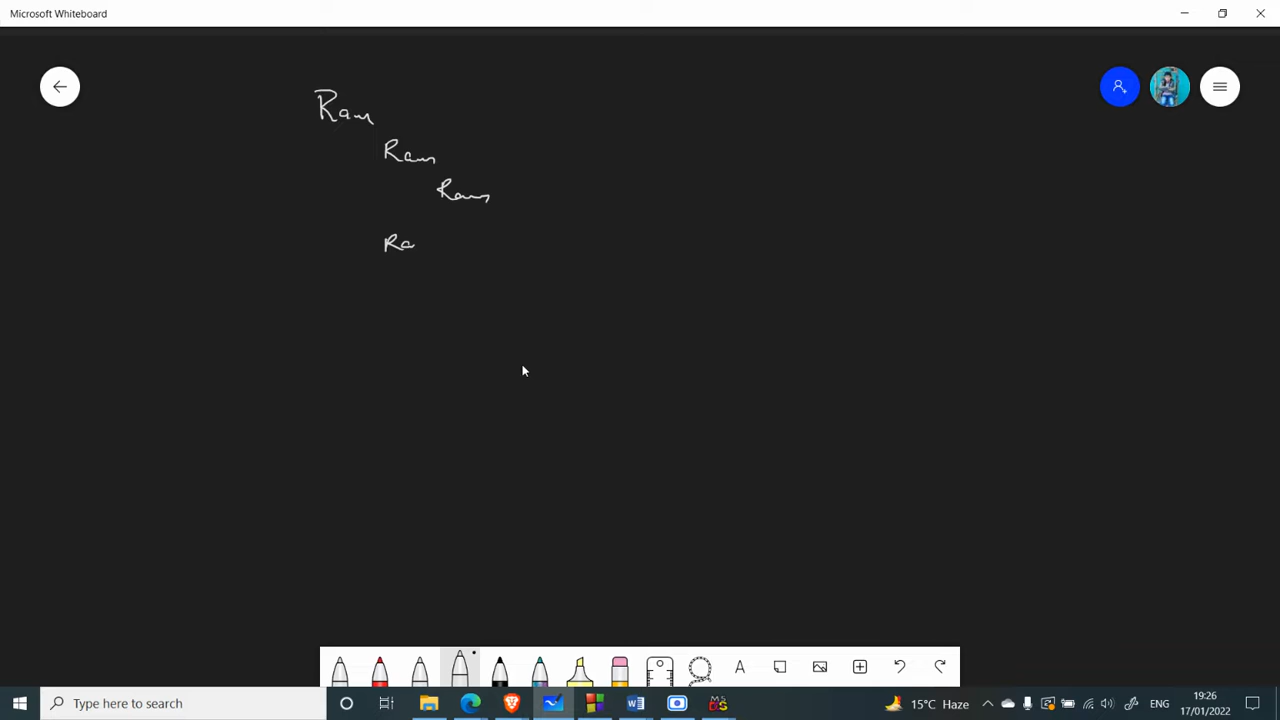 Microsoft Whiteboard
Ram
Ram
Ram
Ra
A
Type here to search
15°C Haze
ENG
19:26
17/01/2022